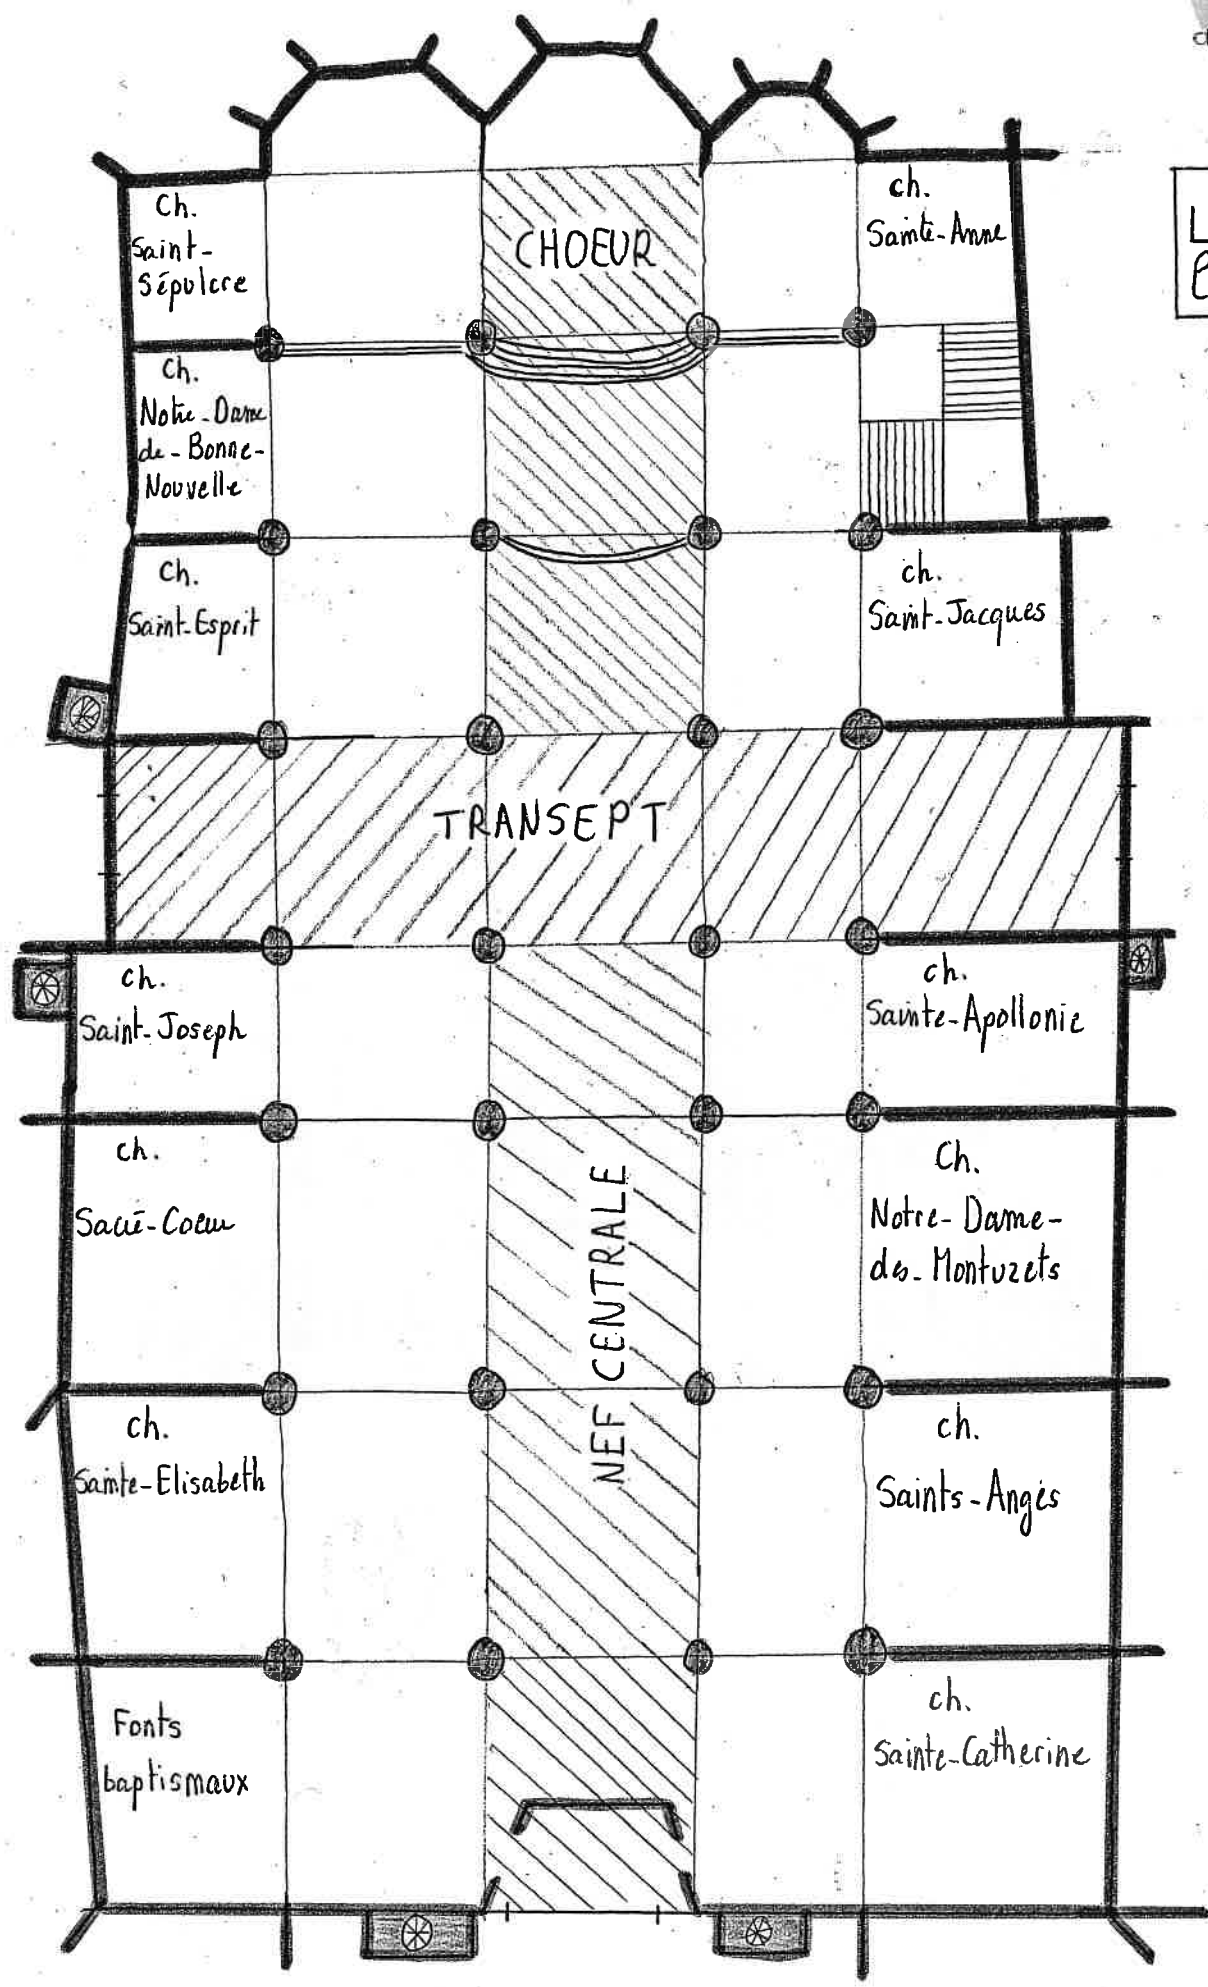 Ch.
Saint-
Sépulcre
CHOEUR
ch.
Sainte-Anne
Ch.
Notre-Dame
de-Bonne-
Nouvelle
Ch.
Saint-Esprit
ch.
Saint-Jacques
TRANSEPT
ch.
Saint-Joseph
ch.
Sainte-Apollonie
ch.
Sacré-Coeur
Ch.
Notre-Dame-
des-Montuzets
NEF CENTRALE
ch.
Sainte-Elisabeth
ch.
Saints-Anges
Fonts
baptismaux
ch.
Sainte-Catherine